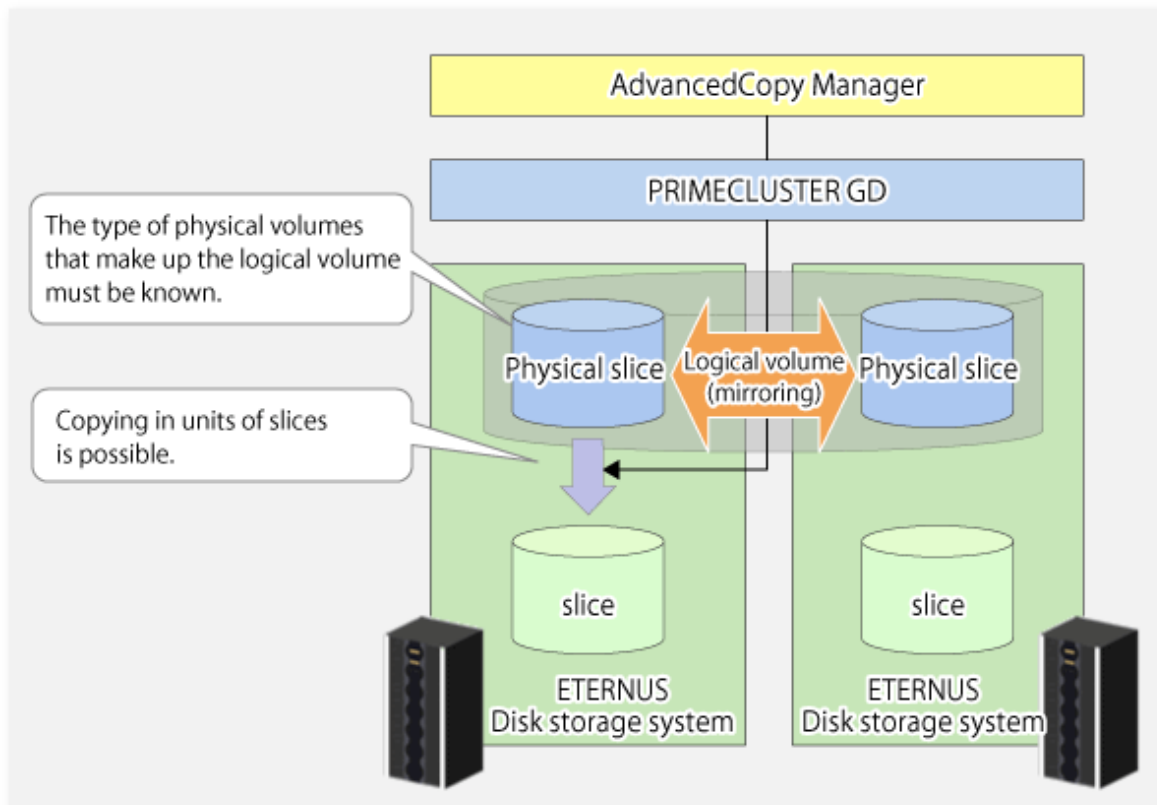 AdvancedCopy Manager
PRIMECLUSTER GD
The type of physical volumes
that make up the logical volume
must be known.
Physical slice
Logical volume
(mirroring)
Physical slice
Copying in units of slices
is possible.
slice
slice
ETERNUS
Disk storage system
ETERNUS
Disk storage system